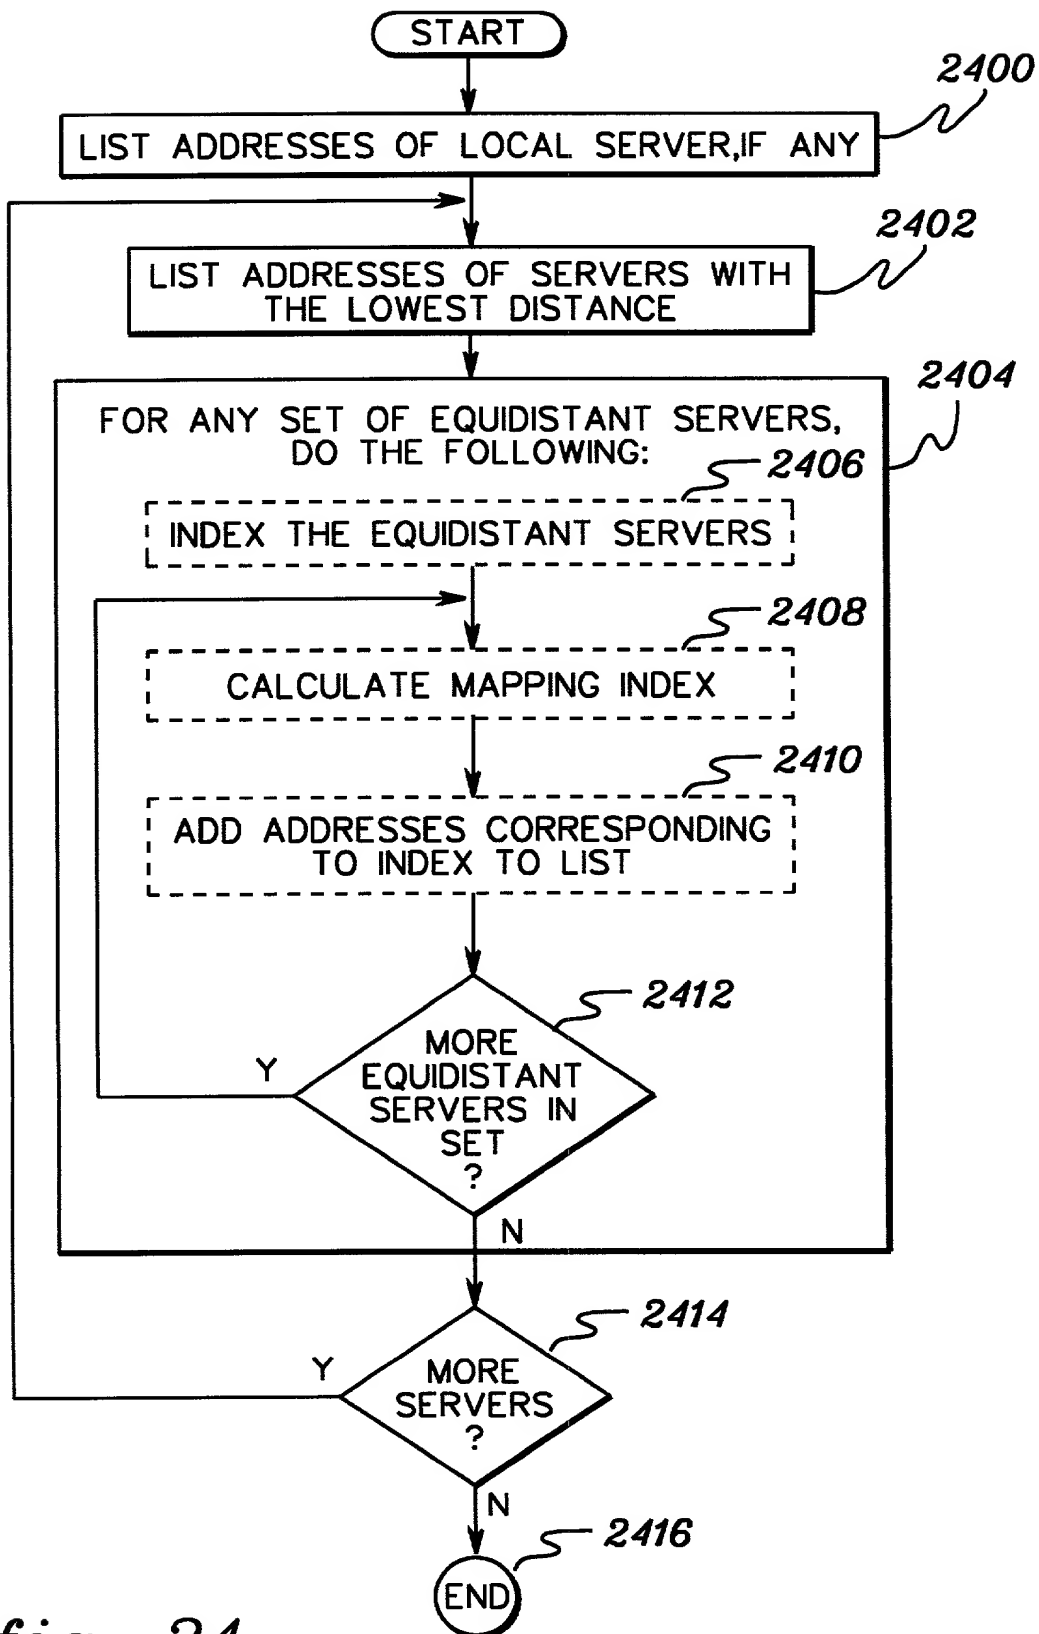 START
2400
LIST ADDRESSES OF LOCAL SERVER,IF ANY
2402
LIST ADDRESSES OF SERVERS WITH
THE LOWEST DISTANCE
2404
FOR ANY SET OF EQUIDISTANT SERVERS,
DO THE FOLLOWING:
2406
INDEX THE EQUIDISTANT SERVERS
2408
CALCULATE MAPPING INDEX
2410
ADD ADDRESSES CORRESPONDING
TO INDEX TO LIST
2412
MORE
EQUIDISTANT
SERVERS IN
SET
?
Y
N
2414
MORE
SERVERS
?
Y
N
2416
END
fig. 24